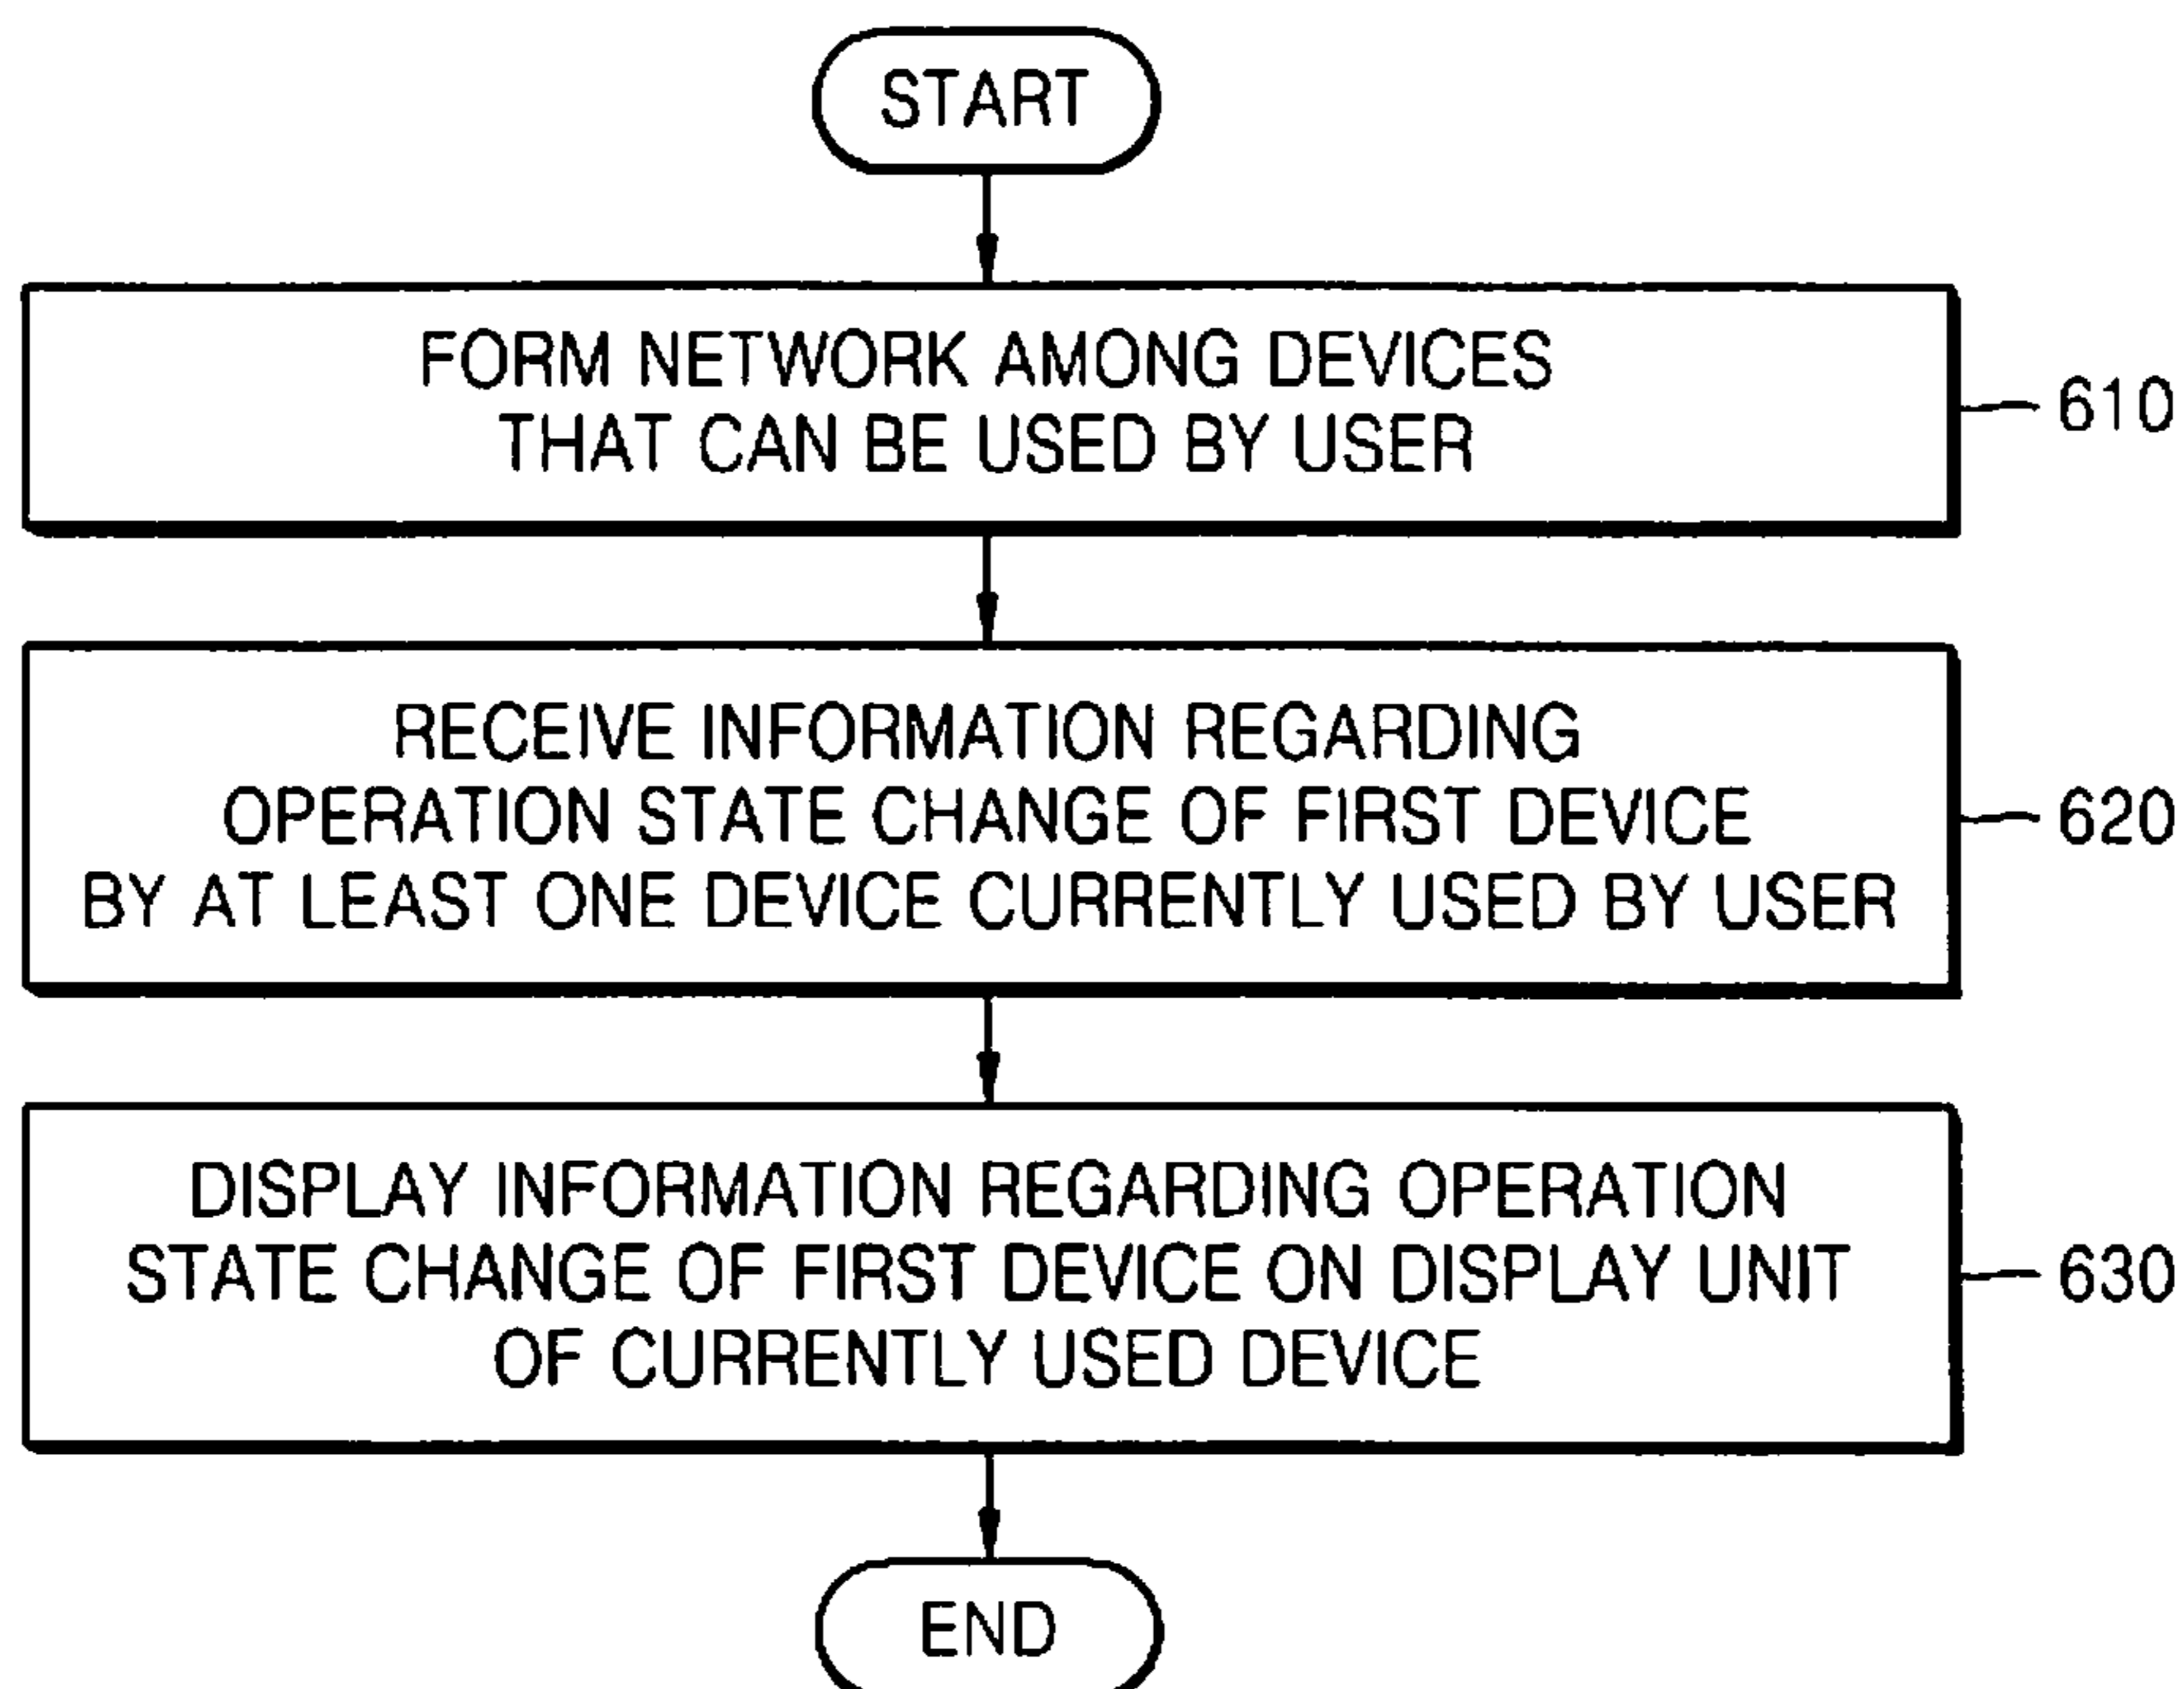 START
FORM NETWORK AMONG DEVICES
THAT CAN BE USED BY USER
610
RECEIVE INFORMATION REGARDING
OPERATION STATE CHANGE OF FIRST DEVICE
BY AT LEAST ONE DEVICE CURRENTLY USED BY USER
620
DISPLAY INFORMATION REGARDING OPERATION
STATE CHANGE OF FIRST DEVICE ON DISPLAY UNIT
OF CURRENTLY USED DEVICE
630
END